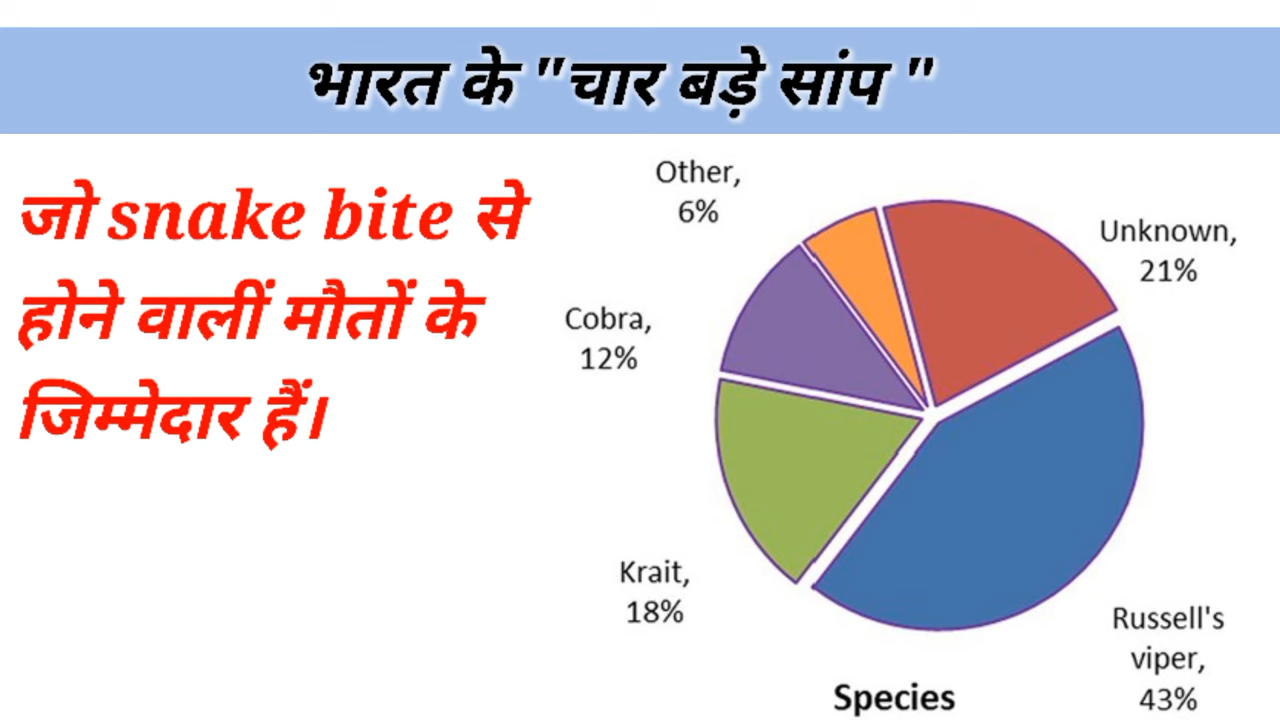 भारत के "चार बड़े सांप "
जो snake bite से
होने वालीं मौतों के
जिम्मेदार हैं।
Other,
6%
Unknown,
21%
Cobra,
12%
Krait,
18%
Russell's
viper,
43%
Species